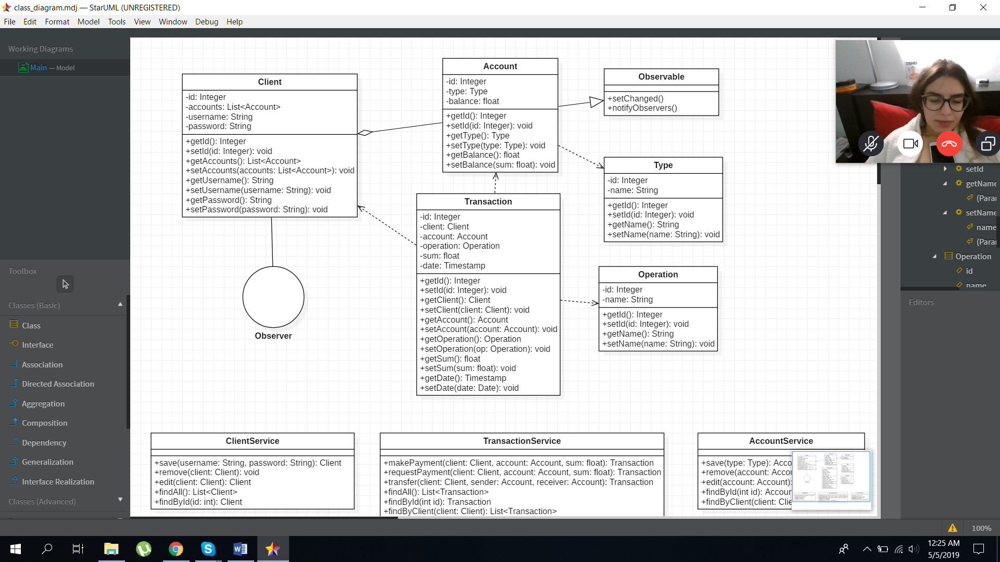 class_diagram.mdj — StarUML (UNREGISTERED)
File Edit Format Model Tools View Window Debug Help
Working Diagrams
Main — Model
Toolbox
Classes (Basic)
Class
Interface
Association
Directed Association
Aggregation
Composition
Dependency
Generalization
Interface Realization
Classes (Advanced)
Client
-id: Integer
-accounts: List<Account>
-username: String
-password: String
+getId(): Integer
+setId(id: Integer): void
+getAccounts(): List<Account>
+setAccounts(accounts: List<Account>): void
+getUsername(): String
+setUsername(username: String): void
+getPassword(): String
+setPassword(password: String): void
Observer
Account
-id: Integer
-type: Type
-balance: float
+getId(): Integer
+setId(id: Integer): void
+getType(): Type
+setType(type: Type): void
+getBalance(): float
+setBalance(sum: float): void
Observable
+setChanged()
+notifyObservers()
Type
-id: Integer
-name: String
+getId(): Integer
+setId(id: Integer): void
+getName(): String
+setName(name: String): void
Transaction
-id: Integer
-client: Client
-account: Account
-operation: Operation
-sum: float
-date: Timestamp
+getId(): Integer
+setId(id: Integer): void
+getClient(): Client
+setClient(client: Client): void
+getAccount(): Account
+setAccount(account: Account): void
+getOperation(): Operation
+setOperation(op: Operation): void
+getSum(): float
+setSum(sum: float): void
+getDate(): Timestamp
+setDate(date: Date): void
Operation
-id: Integer
-name: String
+getId(): Integer
+setId(id: Integer): void
+getName(): String
+setName(name: String): void
ClientService
+save(username: String, password: String): Client
+remove(client: Client): void
+edit(client: Client): Client
+findAll(): List<Client>
+findById(id: int): Client
TransactionService
+makePayment(client: Client, account: Account, sum: float): Transaction
+requestPayment(client: Client, account: Account, sum: float): Transaction
+transfer(client: Client, sender: Account, receiver: Account): Transaction
+findAll(): List<Transaction>
+findById(int id): Transaction
+findByClient(client: Client): List<Transaction>
AccountService
+save(type: Type): Acco
+remove(account: Accou
+edit(account: Account):
+findById(int id): Accoun
+findByClient(client: Clie
setId
getName
(Para
setName
name
(Para
Operation
id
name
Editors
100%
12:25 AM
5/5/2019